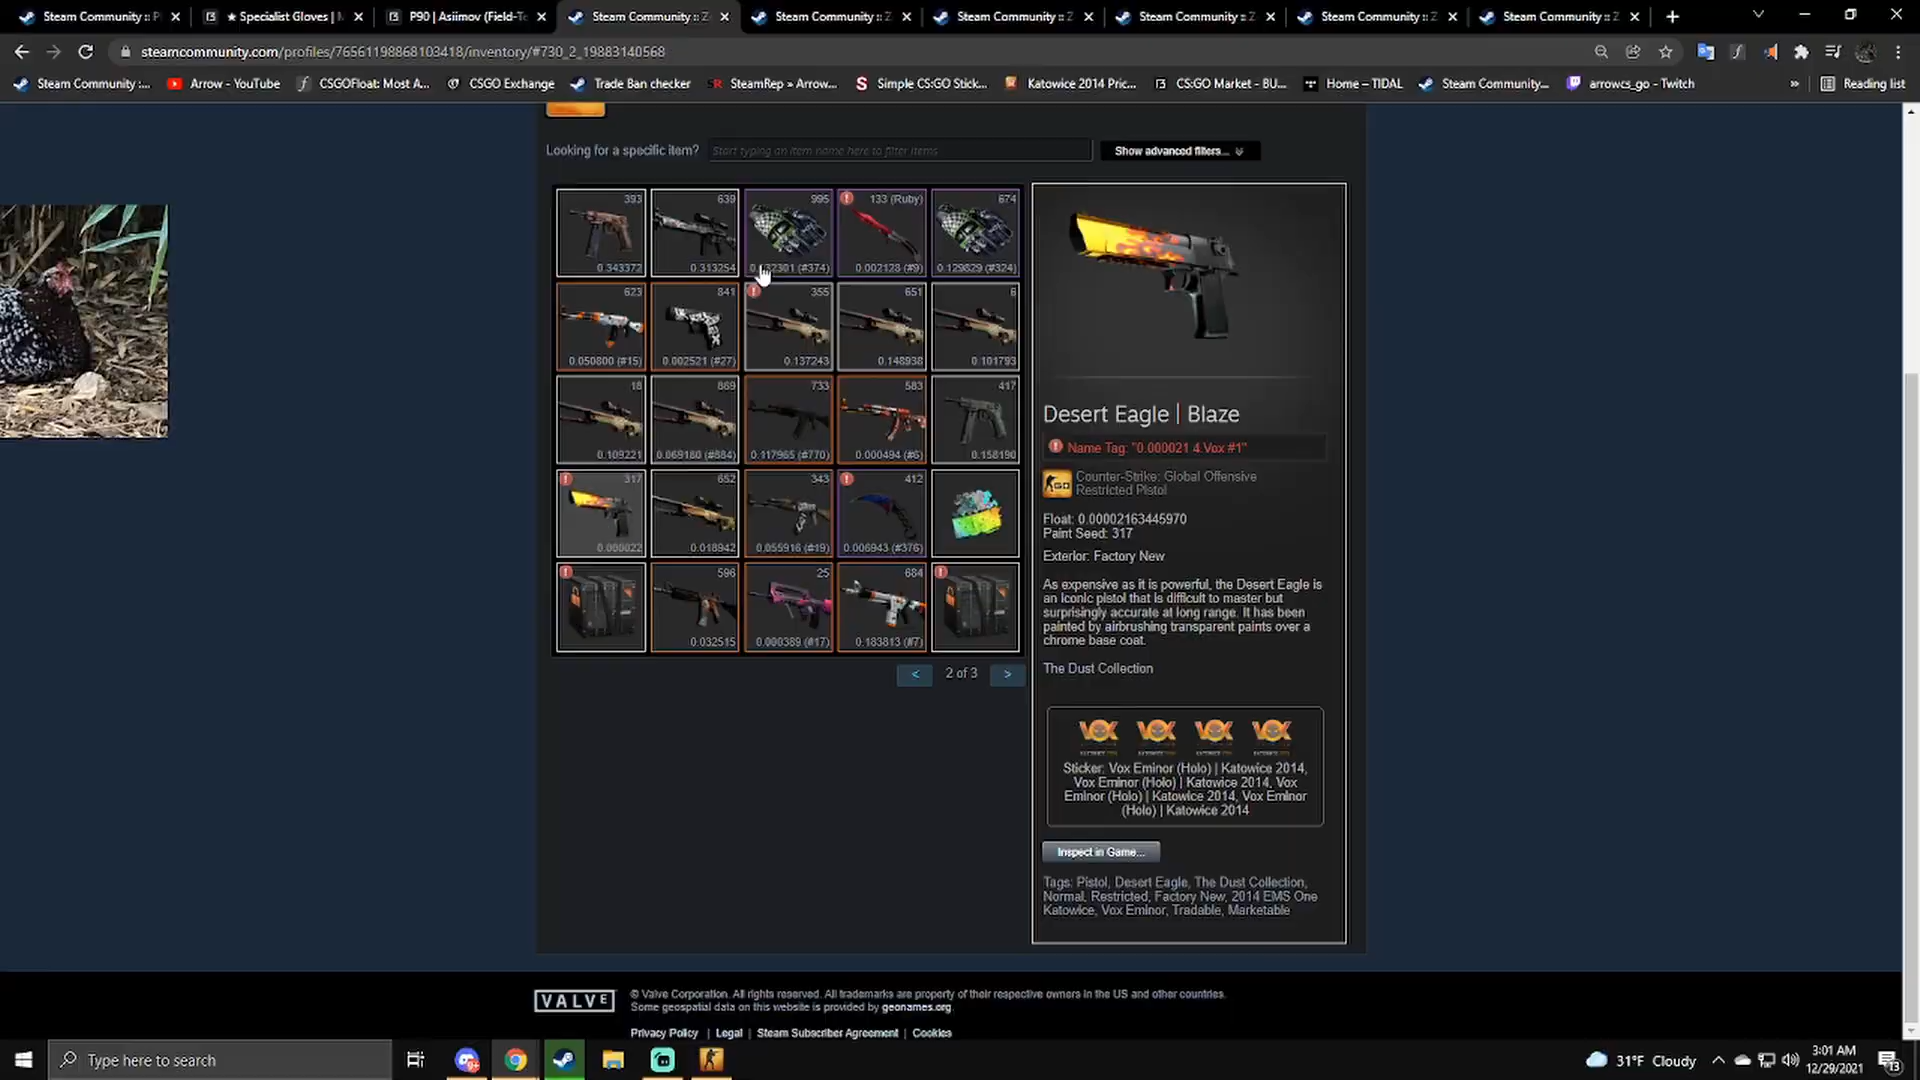 Steam Community :: P
★ Specialist Gloves | M
P90 | Asiimov (Field-Te
Steam Community :: Z
Steam Community :: Z
Steam Community :: Z
Steam Community :: Z
Steam Community :: Z
Steam Community :: Z
steamcommunity.com/profiles/76561198868103418/inventory/#730_2_19883140568
Steam Community :...
Arrow - YouTube
CSGOFloat: Most A...
CSGO Exchange
Trade Ban checker
SteamRep » Arrow...
Simple CS:GO Stick...
Katowice 2014 Pric...
CS:GO Market - BU...
Home – TIDAL
Steam Community...
arrowcs_go - Twitch
»
Reading list
Looking for a specific item?
Start typing an item name here to filter items
Show advanced filters...
393
639
995
133 (Ruby)
674
0.343372
0.313254
(#374)
0.002128 (#9)
0.129829 (#324)
623
841
355
651
6
0.050800 (#15)
0.002521 (#27)
0.137243
0.148938
0.101793
18
869
733
583
417
0.109221
0.069180 (#884)
0.117965 (#770)
0.000494 (#6)
0.158190
317
652
343
412
0.000022
0.018942
0.055916 (#19)
0.006943 (#376)
596
25
684
0.032515
0.000389 (#17)
0.183813 (#7)
<
2 of 3
>
Desert Eagle | Blaze
Name Tag: "0.000021 4.Vox #1"
Counter-Strike: Global Offensive
Restricted Pistol
Float: 0.00002163445970
Paint Seed: 317
Exterior: Factory New
As expensive as it is powerful, the Desert Eagle is
an iconic pistol that is difficult to master but
surprisingly accurate at long range. It has been
painted by airbrushing transparent paints over a
chrome base coat.
The Dust Collection
VOX VOX VOX VOX
Sticker: Vox Eminor (Holo) | Katowice 2014,
Vox Eminor (Holo) | Katowice 2014, Vox
Eminor (Holo) | Katowice 2014, Vox Eminor
(Holo) | Katowice 2014
Inspect in Game...
Tags: Pistol, Desert Eagle, The Dust Collection,
Normal, Restricted, Factory New, 2014 EMS One
Katowice, Vox Eminor, Tradable, Marketable
VALVE
© Valve Corporation. All rights reserved. All trademarks are property of their respective owners in the US and other countries.
Some geospatial data on this website is provided by geonames.org.
Privacy Policy | Legal | Steam Subscriber Agreement | Cookies
Type here to search
31°F Cloudy
3:01 AM
12/29/2021
13